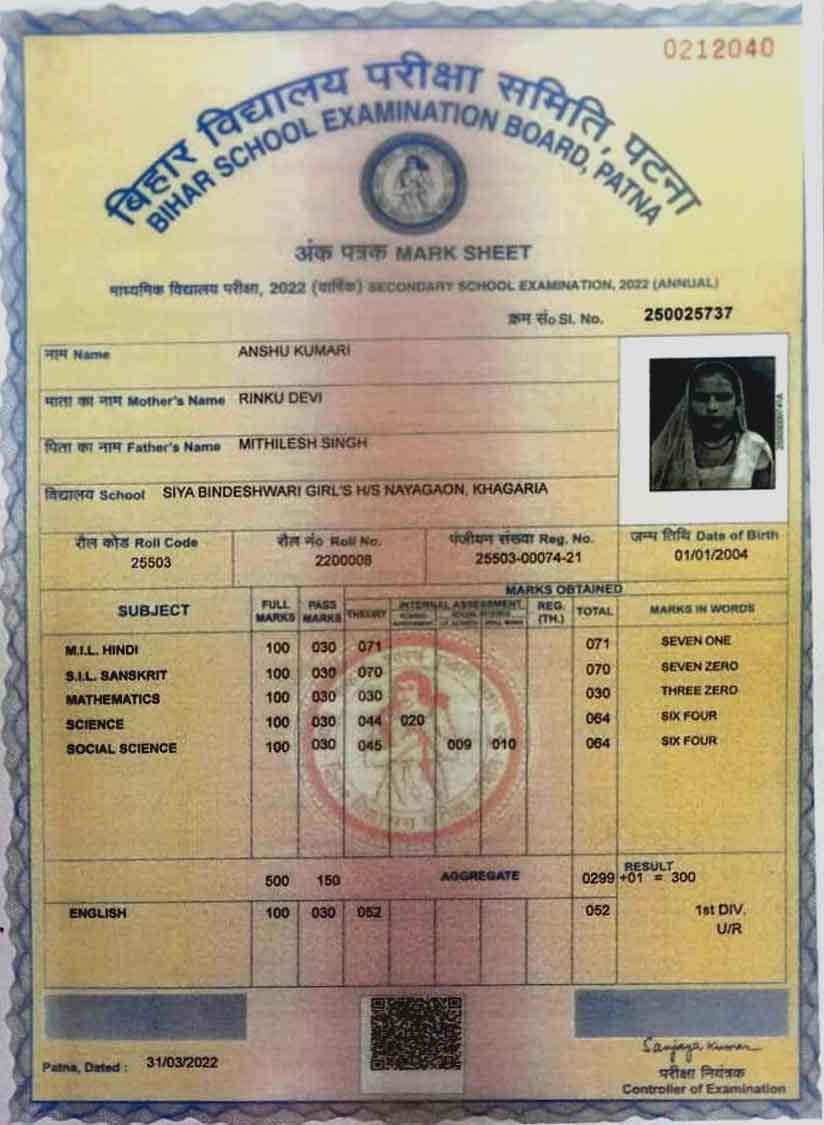 0212040
बिहार विद्यालय परीक्षा समिति, पटना
BIHAR SCHOOL EXAMINATION BOARD, PATNA
अंक पत्रक MARK SHEET
माध्यमिक विद्यालय परीक्षा, 2022 (वार्षिक) SECONDARY SCHOOL EXAMINATION, 2022 (ANNUAL)
क्रम सं० Sl. No. 250025737
नाम Name ANSHU KUMARI
माता का नाम Mother's Name RINKU DEVI
पिता का नाम Father's Name MITHILESH SINGH
विद्यालय School SIYA BINDESHWARI GIRL'S H/S NAYAGAON, KHAGARIA
रौल कोड Roll Code रौल नं० Roll No. पंजीयन संख्या Reg. No. जन्म तिथि Date of Birth
25503 2200008 25503-00074-21 01/01/2004
MARKS OBTAINED
SUBJECT FULL MARKS PASS MARKS THEORY INTERNAL ASSESSMENT REG. (TH.) TOTAL MARKS IN WORDS
M.I.L. HINDI 100 030 071 071 SEVEN ONE
S.I.L. SANSKRIT 100 030 070 070 SEVEN ZERO
MATHEMATICS 100 030 030 030 THREE ZERO
SCIENCE 100 030 044 020 064 SIX FOUR
SOCIAL SCIENCE 100 030 045 009 010 064 SIX FOUR
RESULT
500 150 AGGREGATE 0299 +01 = 300
ENGLISH 100 030 052 052 1st DIV.
U/R
Patna, Dated : 31/03/2022
Sanjaya Kumar
परीक्षा नियंत्रक
Controller of Examination